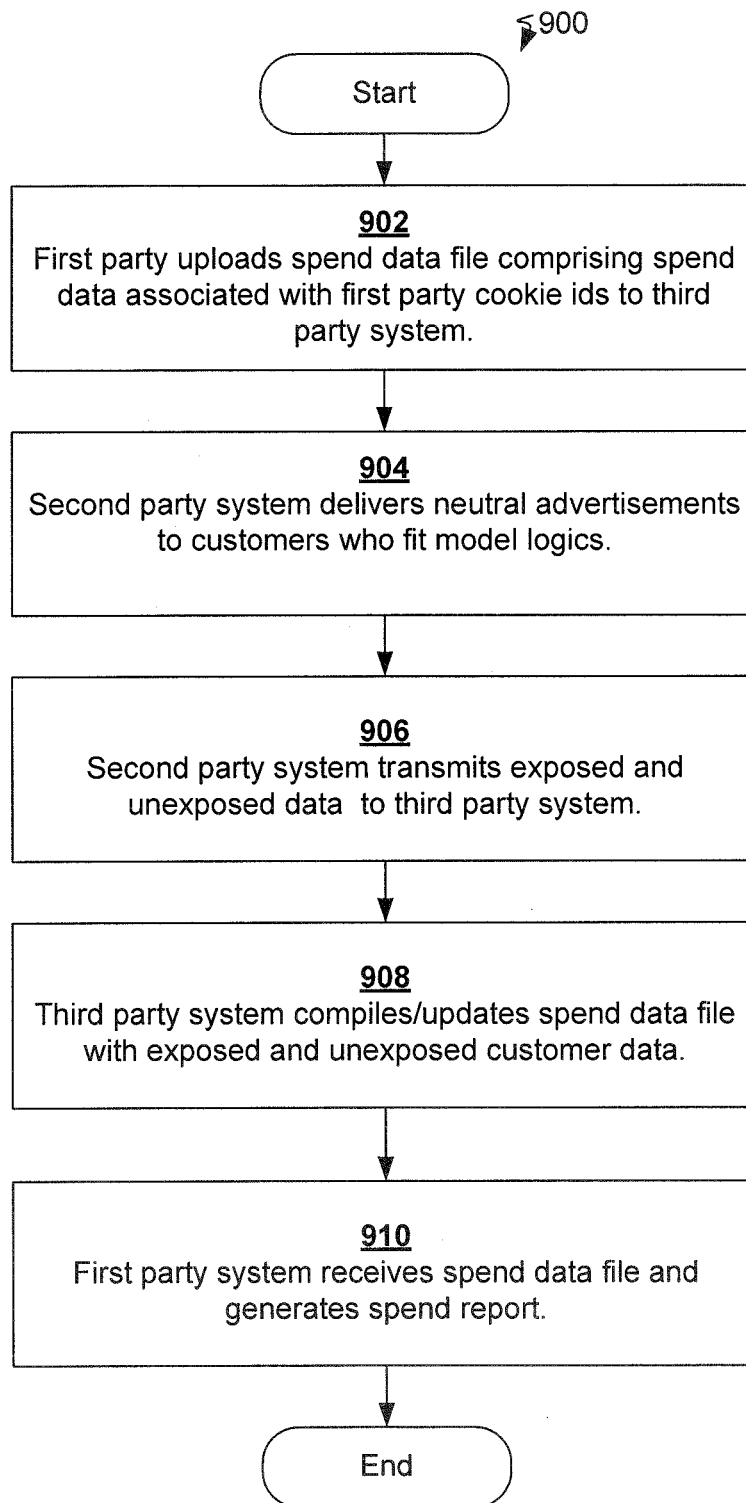 900
Start
902
First party uploads spend data file comprising spend
data associated with first party cookie ids to third
party system.
904
Second party system delivers neutral advertisements
to customers who fit model logics.
906
Second party system transmits exposed and
unexposed data to third party system.
908
Third party system compiles/updates spend data file
with exposed and unexposed customer data.
910
First party system receives spend data file and
generates spend report.
End